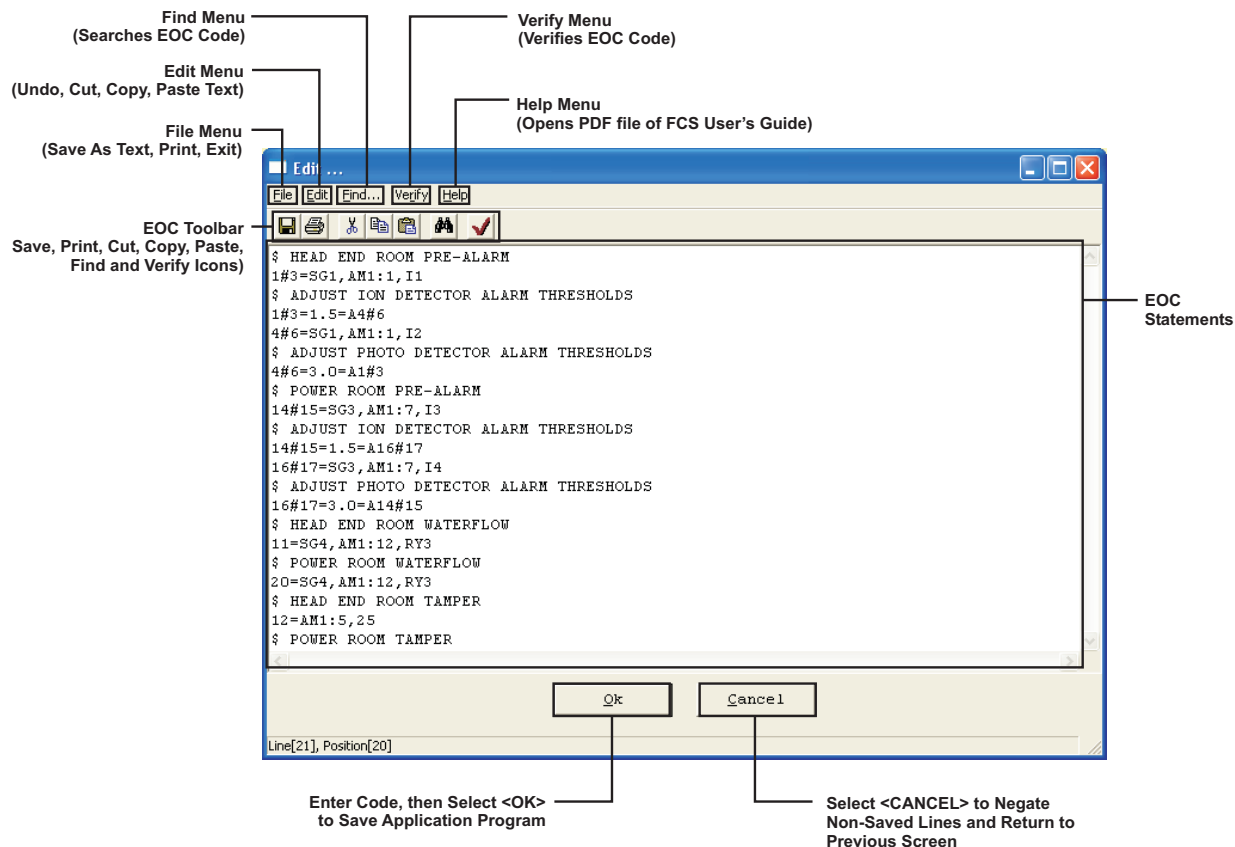 Find Menu
(Searches EOC Code)
Verify Menu
(Verifies EOC Code)
Edit Menu
(Undo, Cut, Copy, Paste Text)
Help Menu
(Opens PDF file of FCS User's Guide)
File Menu
(Save As Text, Print, Exit)
Edit ...
File Edit Find... Verify Help
EOC Toolbar
Save, Print, Cut, Copy, Paste,
Find and Verify Icons)
$ HEAD END ROOM PRE-ALARM
1#3=SG1,AM1:1,I1
$ ADJUST ION DETECTOR ALARM THRESHOLDS
1#3=1.5=A4#6
4#6=SG1,AM1:1,I2
$ ADJUST PHOTO DETECTOR ALARM THRESHOLDS
4#6=3.0=A1#3
$ POWER ROOM PRE-ALARM
14#15=SG3,AM1:7,I3
$ ADJUST ION DETECTOR ALARM THRESHOLDS
14#15=1.5=A16#17
16#17=SG3,AM1:7,I4
$ ADJUST PHOTO DETECTOR ALARM THRESHOLDS
16#17=3.0=A14#15
$ HEAD END ROOM WATERFLOW
11=SG4,AM1:12,RY3
$ POWER ROOM WATERFLOW
20=SG4,AM1:12,RY3
$ HEAD END ROOM TAMPER
12=AM1:5,25
$ POWER ROOM TAMPER
EOC
Statements
Ok
Cancel
Line[21], Position[20]
Enter Code, then Select <OK>
to Save Application Program
Select <CANCEL> to Negate
Non-Saved Lines and Return to
Previous Screen